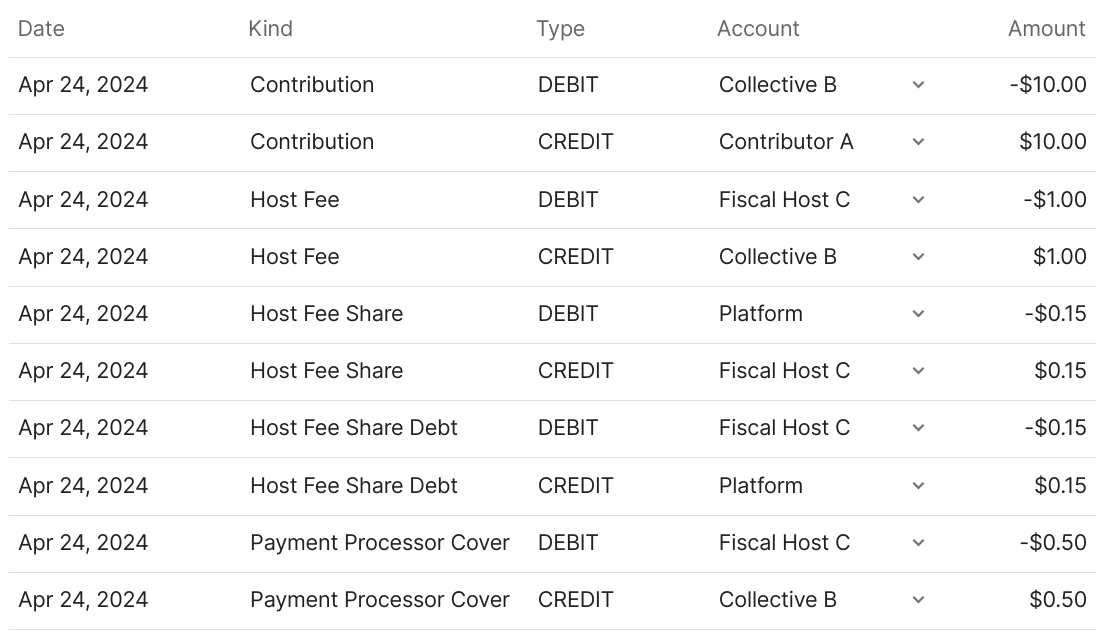 Date Kind Type Account Amount
Apr 24, 2024 Contribution DEBIT Collective B -$10.00
Apr 24, 2024 Contribution CREDIT Contributor A $10.00
Apr 24, 2024 Host Fee DEBIT Fiscal Host C -$1.00
Apr 24, 2024 Host Fee CREDIT Collective B $1.00
Apr 24, 2024 Host Fee Share DEBIT Platform -$0.15
Apr 24, 2024 Host Fee Share CREDIT Fiscal Host C $0.15
Apr 24, 2024 Host Fee Share Debt DEBIT Fiscal Host C -$0.15
Apr 24, 2024 Host Fee Share Debt CREDIT Platform $0.15
Apr 24, 2024 Payment Processor Cover DEBIT Fiscal Host C -$0.50
Apr 24, 2024 Payment Processor Cover CREDIT Collective B $0.50